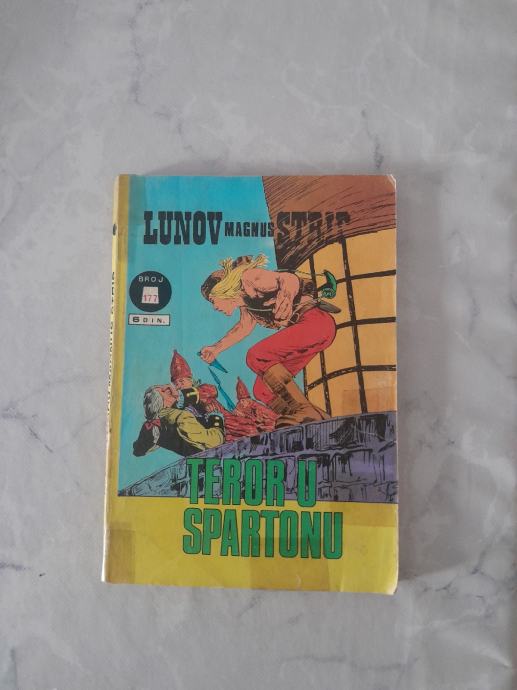 LUNOV MAGNUS STRIP
BROJ
177
6 DIN.
TEROR U
SPARTONU